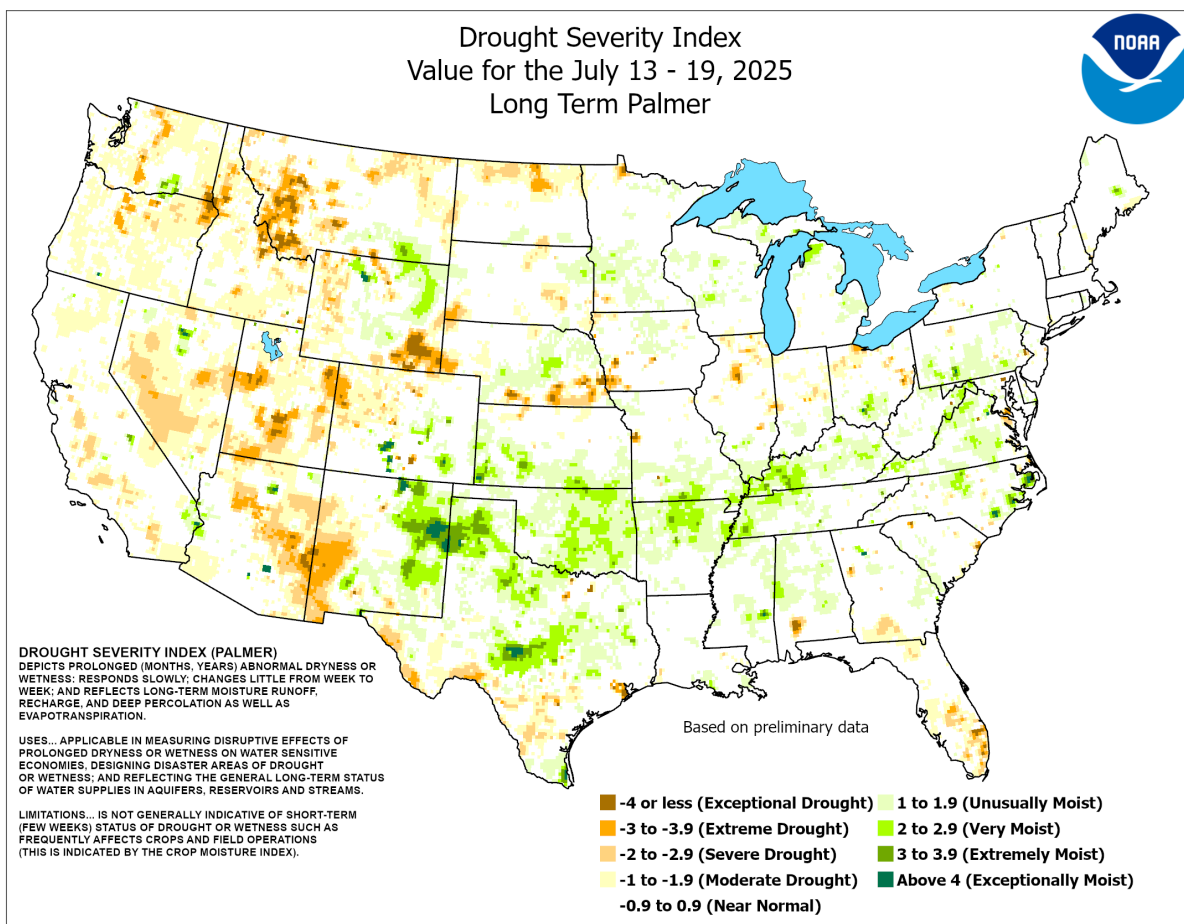 Drought Severity Index
Value for the July 13 - 19, 2025
Long Term Palmer
NOAA
DROUGHT SEVERITY INDEX (PALMER)
DEPICTS PROLONGED (MONTHS, YEARS) ABNORMAL DRYNESS OR
WETNESS: RESPONDS SLOWLY; CHANGES LITTLE FROM WEEK TO
WEEK; AND REFLECTS LONG-TERM MOISTURE RUNOFF,
RECHARGE, AND DEEP PERCOLATION AS WELL AS
EVAPOTRANSPIRATION.
USES... APPLICABLE IN MEASURING DISRUPTIVE EFFECTS OF
PROLONGED DRYNESS OR WETNESS ON WATER SENSITIVE
ECONOMIES, DESIGNING DISASTER AREAS OF DROUGHT
OR WETNESS; AND REFLECTING THE GENERAL LONG-TERM STATUS
OF WATER SUPPLIES IN AQUIFERS, RESERVOIRS AND STREAMS.
LIMITATIONS... IS NOT GENERALLY INDICATIVE OF SHORT-TERM
(FEW WEEKS) STATUS OF DROUGHT OR WETNESS SUCH AS
FREQUENTLY AFFECTS CROPS AND FIELD OPERATIONS
(THIS IS INDICATED BY THE CROP MOISTURE INDEX).
Based on preliminary data
-4 or less (Exceptional Drought)
-3 to -3.9 (Extreme Drought)
-2 to -2.9 (Severe Drought)
-1 to -1.9 (Moderate Drought)
-0.9 to 0.9 (Near Normal)
1 to 1.9 (Unusually Moist)
2 to 2.9 (Very Moist)
3 to 3.9 (Extremely Moist)
Above 4 (Exceptionally Moist)